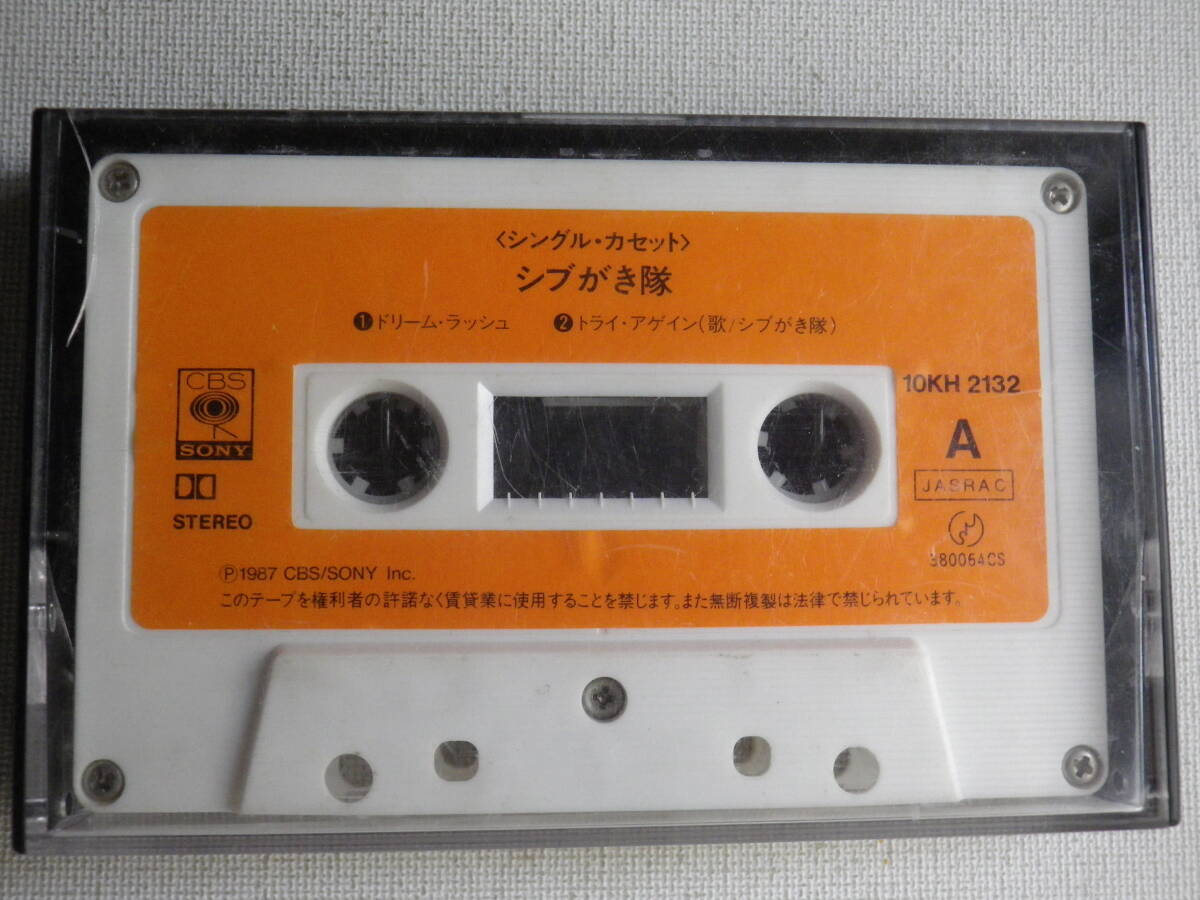 〈シングル・カセット〉
シブがき隊
❶ドリーム・ラッシュ ❷トライ・アゲイン(歌/シブがき隊)
CBS
SONY
STEREO
10KH 2132
A
JASRAC
380064CS
Ⓟ1987 CBS/SONY Inc.
このテープを権利者の許諾なく賃貸業に使用することを禁じます。また無断複製は法律で禁じられています。